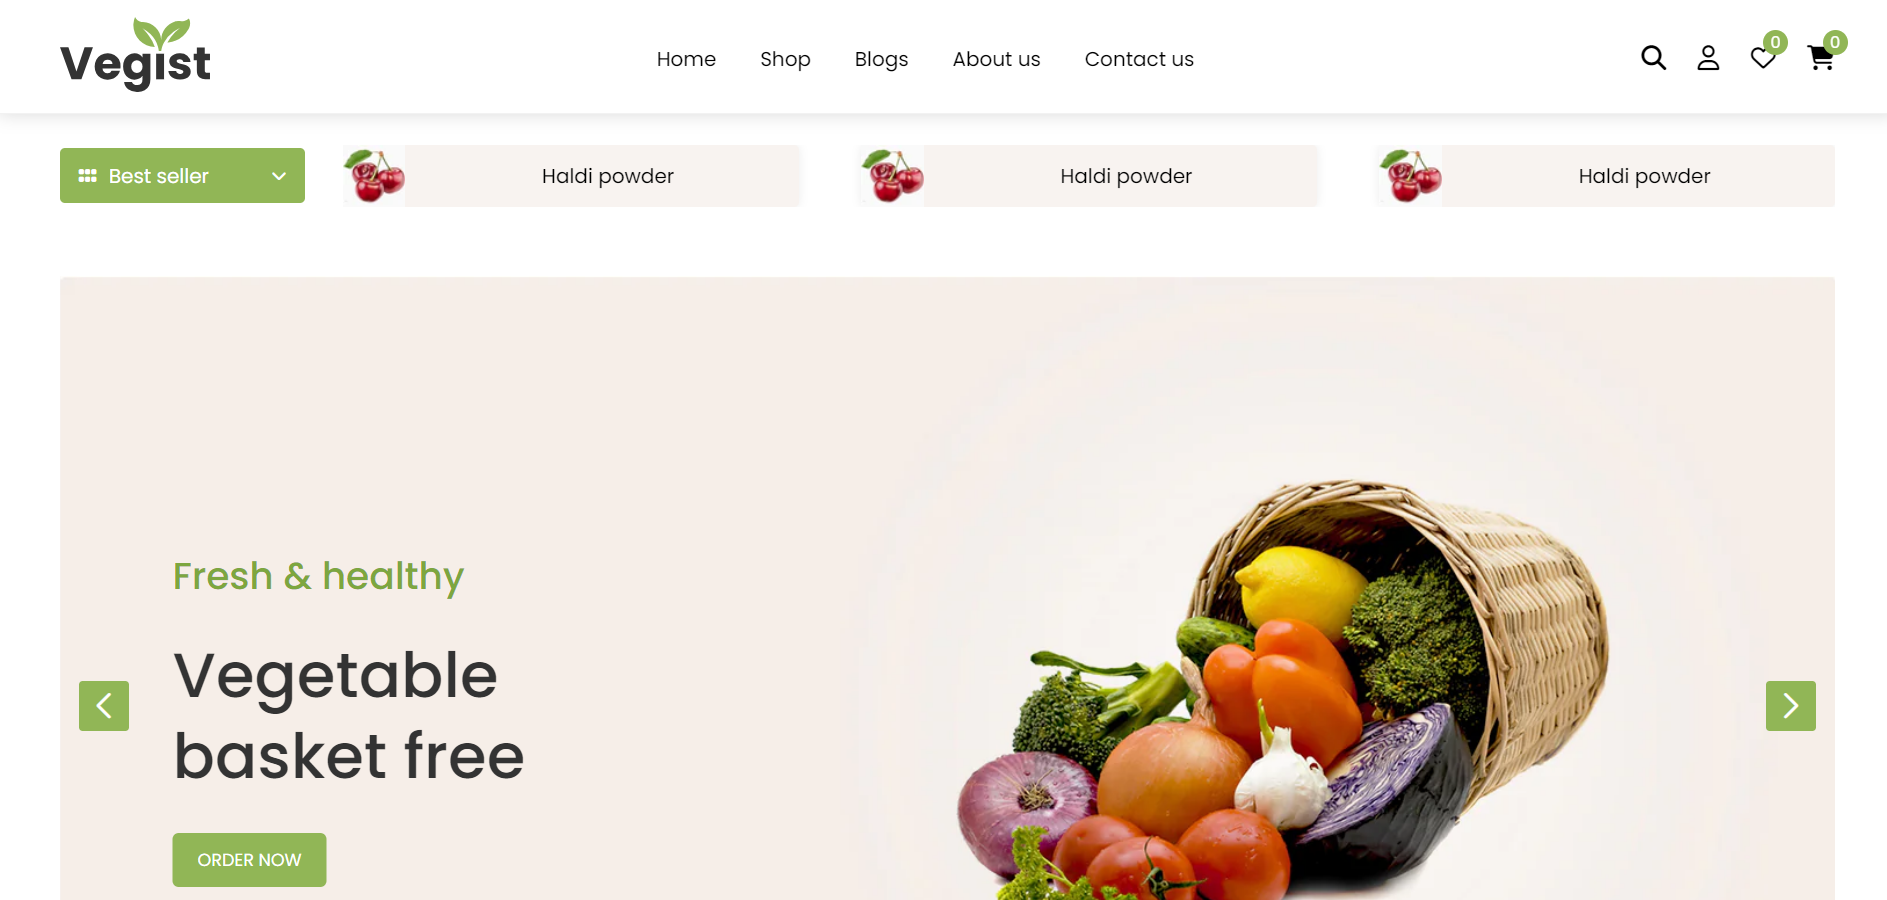 Vegist
Home Shop Blogs About us Contact us
0 0
Best seller
Haldi powder
Haldi powder
Haldi powder
Fresh & healthy
Vegetable
basket free
ORDER NOW